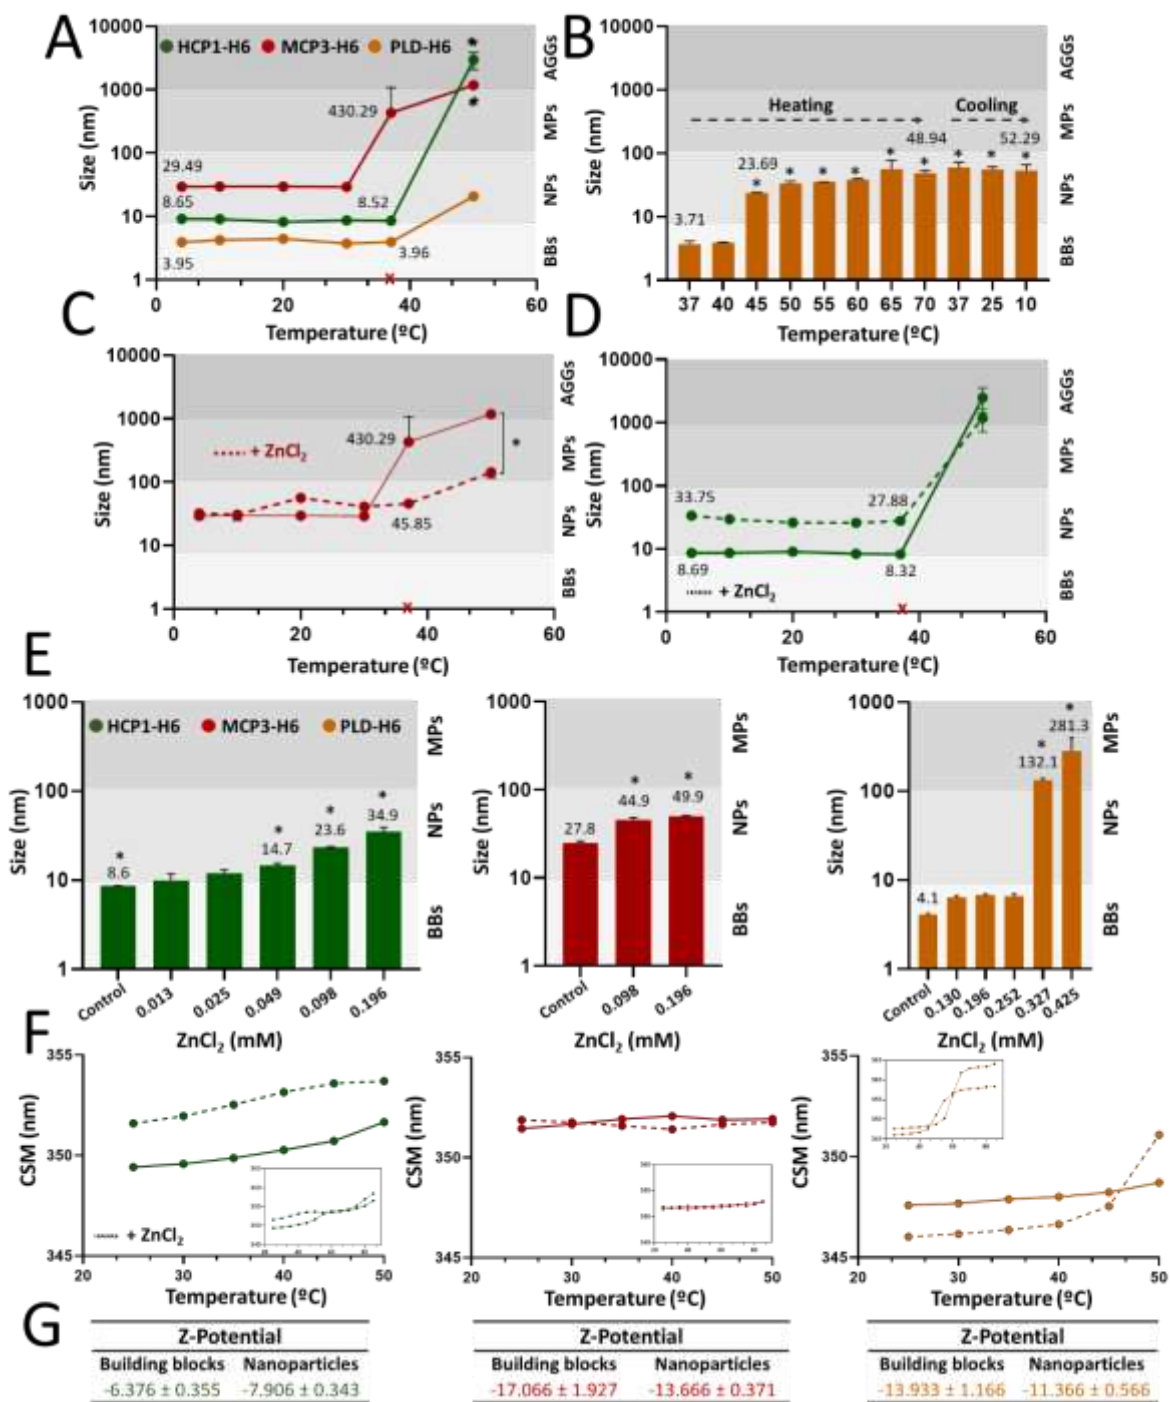 A
10000
1000
100
10
1
Size (nm)
HCP1-H6 MCP3-H6 PLD-H6
430.29
29.49
8.65
8.52
3.96
3.95
*
*
x
AGGs
MPs
NPs
BBs
0 20 40 60
Temperature (ºC)
B
10000
1000
100
10
1
Size (nm)
Heating Cooling
48.94 52.29
23.69
3.71
* * * * * * * * *
AGGs
MPs
NPs
BBs
37 40 45 50 55 60 65 70 37 25 10
Temperature (ºC)
C
10000
1000
100
10
1
Size (nm)
430.29
+ ZnCl2
45.85
*
x
AGGs
MPs
NPs
BBs
0 20 40 60
Temperature (ºC)
D
10000
1000
100
10
1
Size (nm)
33.75 27.88
8.69 8.32
+ ZnCl2
x
AGGs
MPs
NPs
BBs
0 20 40 60
Temperature (ºC)
E
1000
100
10
1
Size (nm)
HCP1-H6 MCP3-H6 PLD-H6
* * * *
8.6 14.7 23.6 34.9
MPs
NPs
BBs
Control 0.013 0.025 0.049 0.098 0.196
ZnCl2 (mM)
1000
100
10
1
Size (nm)
* *
27.8 44.9 49.9
MPs
NPs
BBs
Control 0.098 0.196
ZnCl2 (mM)
1000
100
10
1
Size (nm)
* *
4.1 132.1 281.3
MPs
NPs
BBs
Control 0.130 0.196 0.252 0.327 0.425
ZnCl2 (mM)
F
355
350
345
CSM (nm)
+ ZnCl2
20 30 40 50
Temperature (ºC)
355
350
345
CSM (nm)
20 30 40 50
Temperature (ºC)
355
350
345
CSM (nm)
20 30 40 50
Temperature (ºC)
G
Z-Potential
Building blocks Nanoparticles
-6.376 ± 0.355 -7.906 ± 0.343
Z-Potential
Building blocks Nanoparticles
-17.066 ± 1.927 -13.666 ± 0.371
Z-Potential
Building blocks Nanoparticles
-13.933 ± 1.166 -11.366 ± 0.566